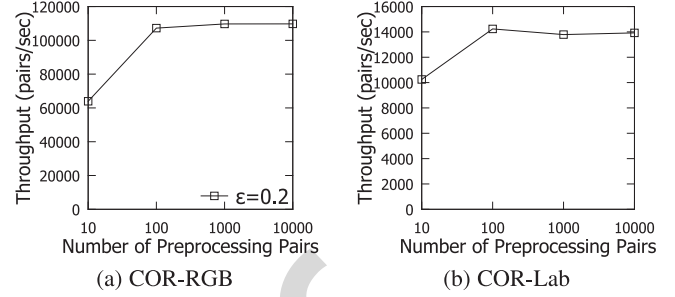 Throughput (pairs/sec)
120000
100000
80000
60000
40000
20000
0
ε=0.2
10 100 1000 10000
Number of Preprocessing Pairs
(a) COR-RGB
Throughput (pairs/sec)
16000
14000
12000
10000
8000
6000
4000
2000
0
10 100 1000 10000
Number of Preprocessing Pairs
(b) COR-Lab